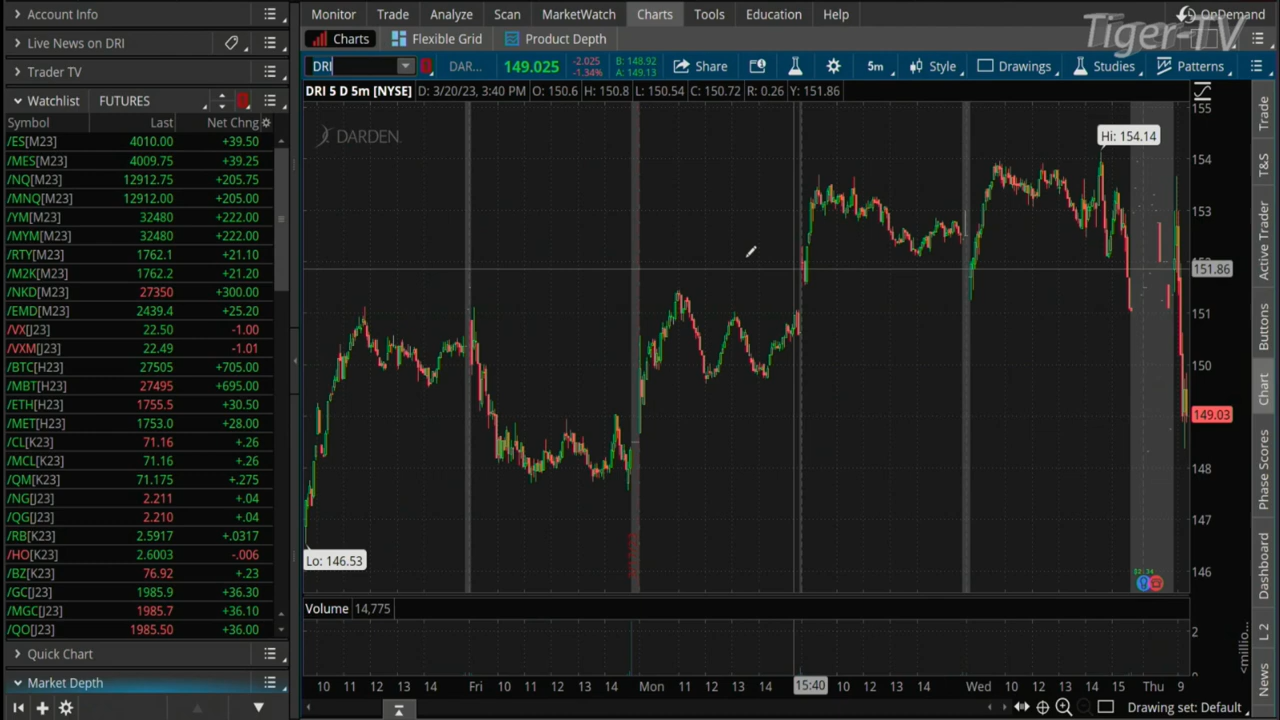 Account Info
Live News on DRI
Trader TV
Watchlist FUTURES
Symbol Last Net Chng
/ES[M23] 4010.00 +39.50
/MES[M23] 4009.75 +39.25
/NQ[M23] 12912.75 +205.75
/MNQ[M23] 12912.00 +205.00
/YM[M23] 32480 +222.00
/MYM[M23] 32480 +222.00
/RTY[M23] 1762.1 +21.10
/M2K[M23] 1762.2 +21.20
/NKD[M23] 27350 +300.00
/EMD[M23] 2439.4 +25.20
/VX[J23] 22.50 -1.00
/VXM[J23] 22.49 -1.01
/BTC[H23] 27505 +705.00
/MBT[H23] 27495 +695.00
/ETH[H23] 1755.5 +30.50
/MET[H23] 1753.0 +28.00
/CL[K23] 71.16 +.26
/MCL[K23] 71.16 +.26
/QM[K23] 71.175 +.275
/NG[J23] 2.211 +.04
/QG[J23] 2.210 +.04
/RB[K23] 2.5917 +.0317
/HO[K23] 2.6003 -.006
/BZ[K23] 76.92 +.23
/GC[J23] 1985.9 +36.30
/MGC[J23] 1985.7 +36.10
/QO[J23] 1985.50 +36.00
Quick Chart
Market Depth
Monitor Trade Analyze Scan MarketWatch Charts Tools Education Help
OnDemand
Tiger-TV
Charts Flexible Grid Product Depth
DRI DAR... 149.025 -2.025 -1.34% B: 148.92 A: 149.13 Share 5m Style Drawings Studies Patterns
DRI 5 D 5m [NYSE] D: 3/20/23, 3:40 PM O: 150.6 H: 150.8 L: 150.54 C: 150.72 R: 0.26 Y: 151.86
DARDEN
Hi: 154.14
Lo: 146.53
155
154
153
151.86
151
150
149.03
148
147
146
Volume 14,775
2
<millio...
10 11 12 13 14 Fri 10 11 12 13 14 Mon 11 12 13 14 15:40 10 11 12 13 14 Wed 10 11 12 13 14 15 Thu 9
Drawing set: Default
Trade
T&S
Active Trader
Buttons
Chart
Phase Scores
Dashboard
L 2
News